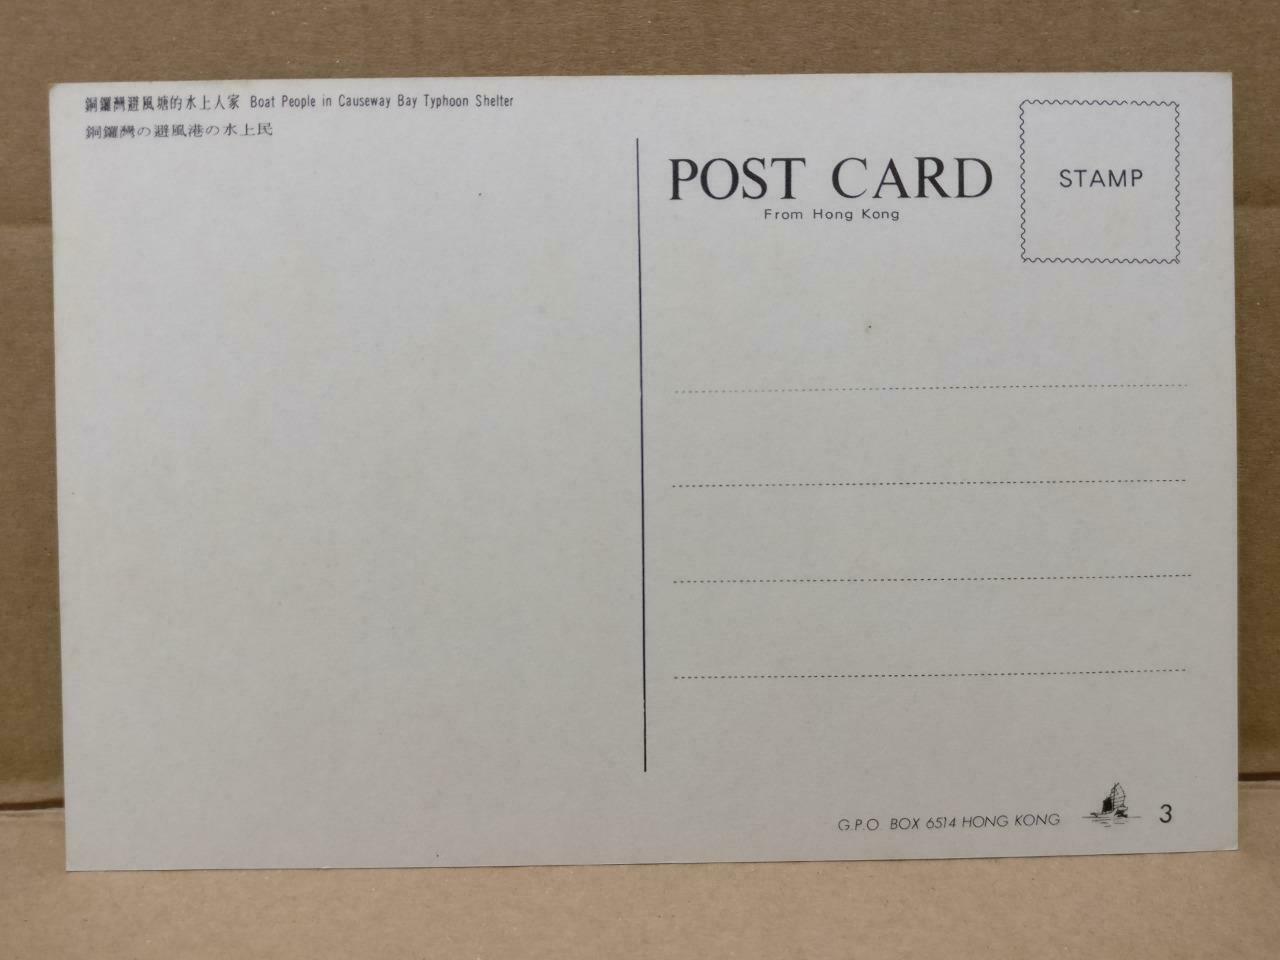 銅鑼灣避風塘的水上人家 Boat People in Causeway Bay Typhoon Shelter
銅鑼灣の避風港の水上民
POST CARD
From Hong Kong
STAMP
G.P.O. BOX 6514 HONG KONG
3